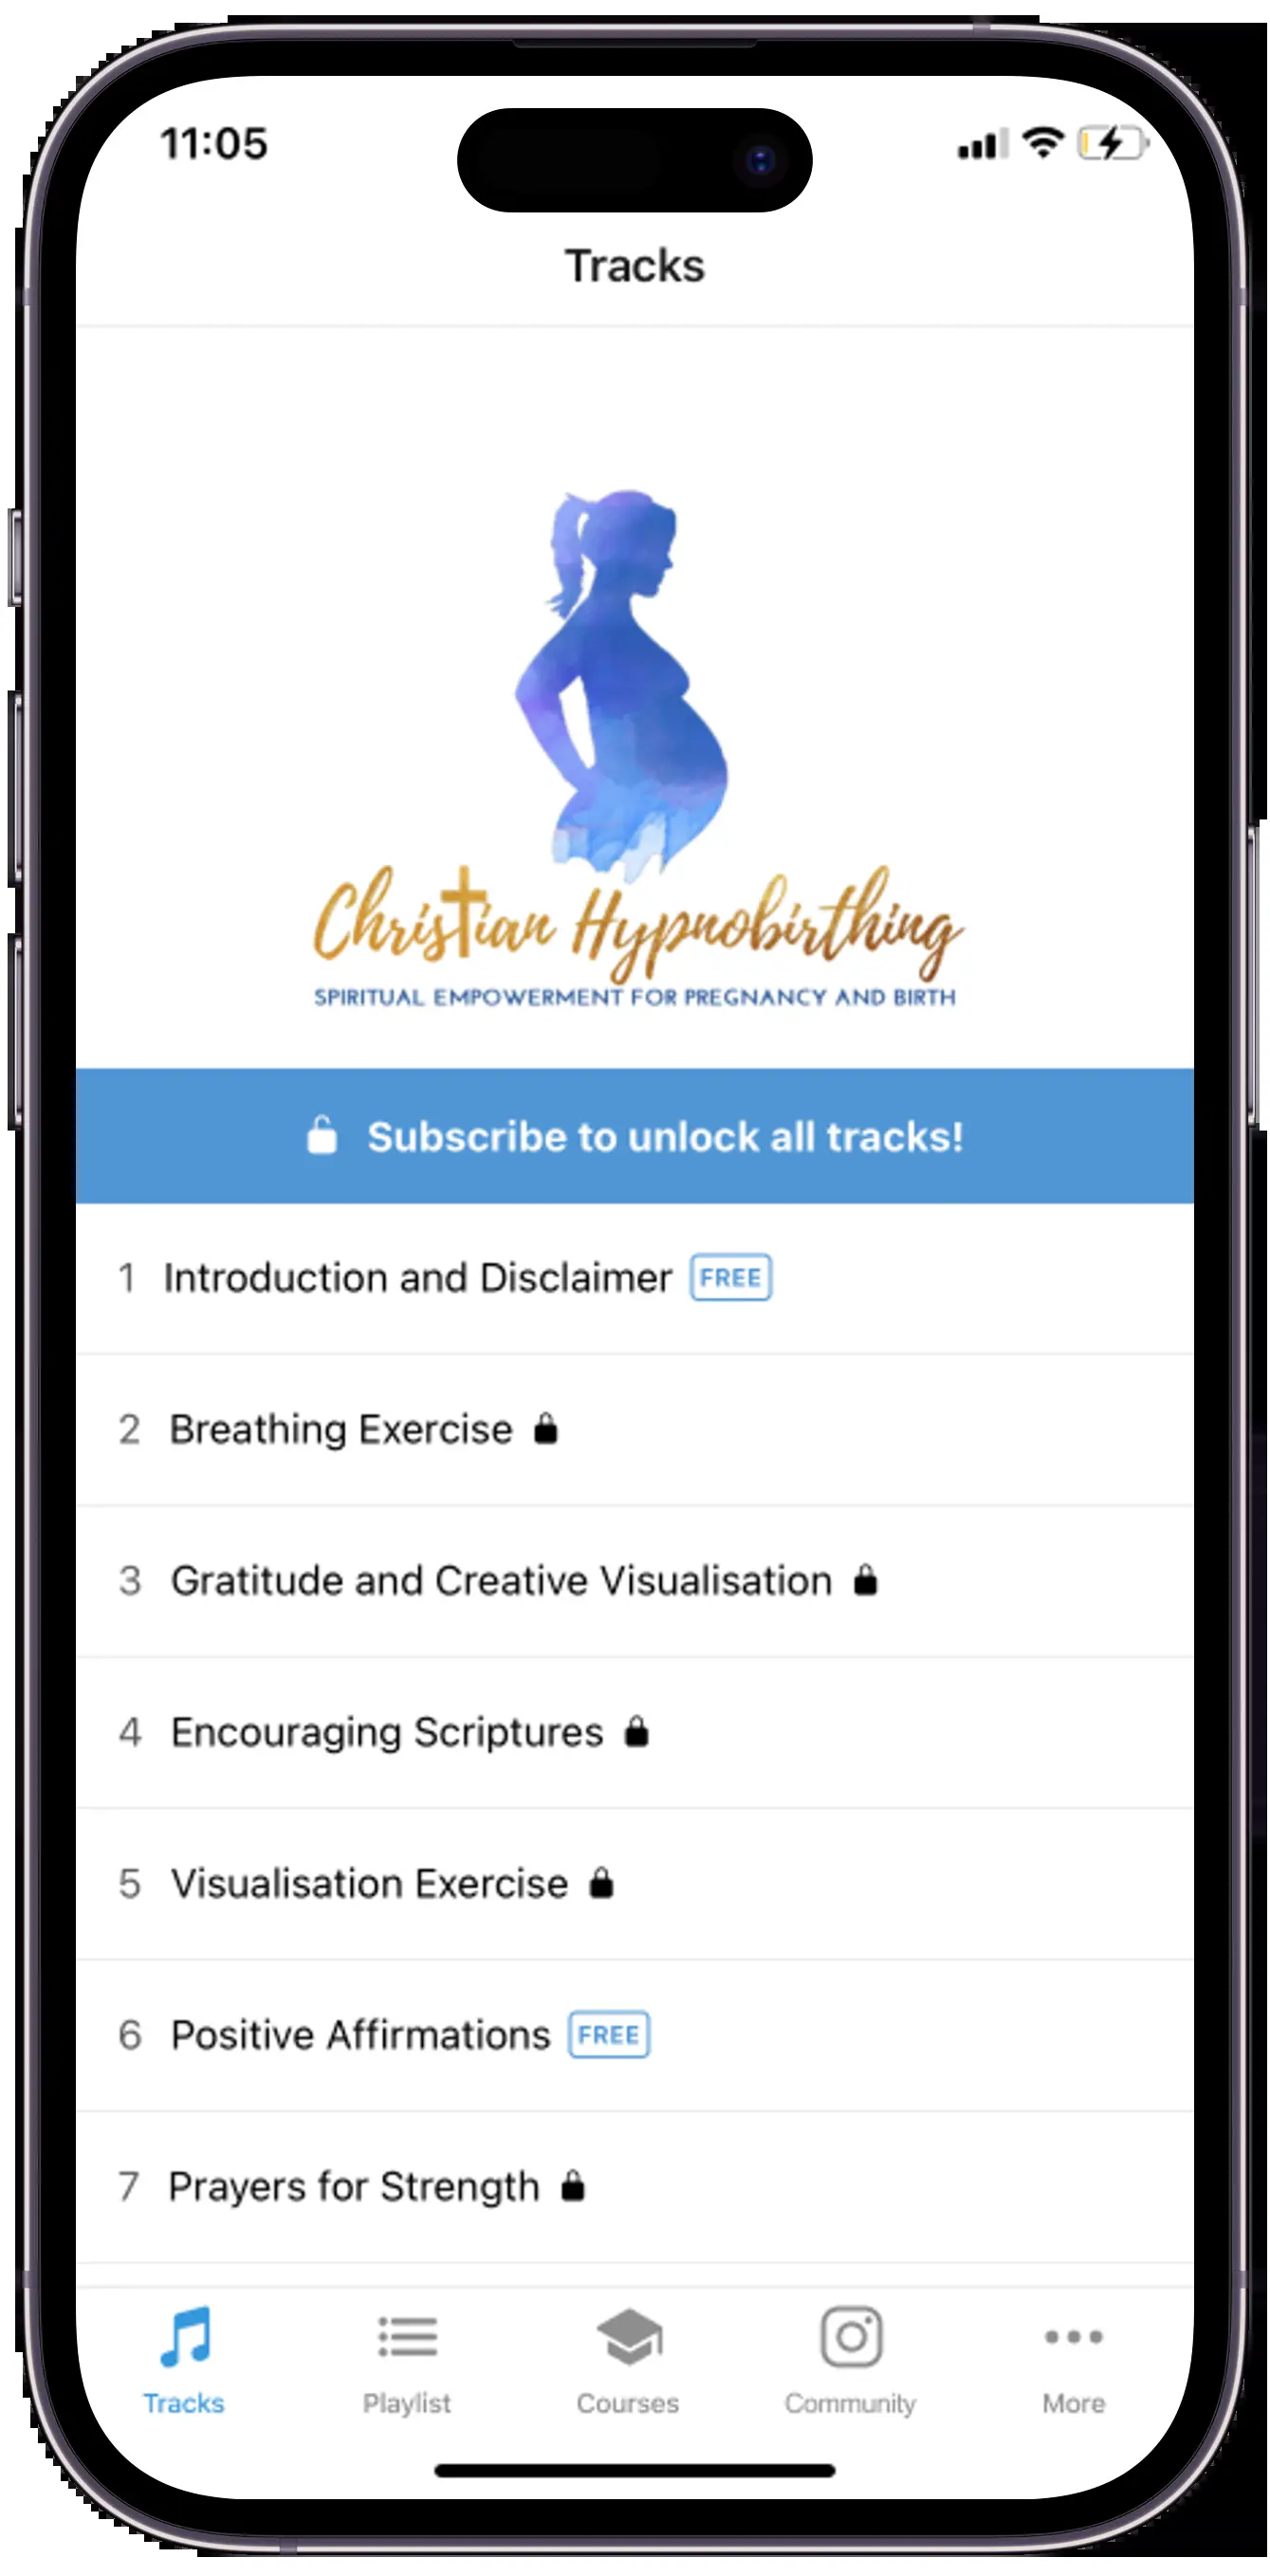 11:05
Tracks
Christian Hypnobirthing
SPIRITUAL EMPOWERMENT FOR PREGNANCY AND BIRTH
Subscribe to unlock all tracks!
1 Introduction and Disclaimer FREE
2 Breathing Exercise
3 Gratitude and Creative Visualisation
4 Encouraging Scriptures
5 Visualisation Exercise
6 Positive Affirmations FREE
7 Prayers for Strength
Tracks Playlist Courses Community More